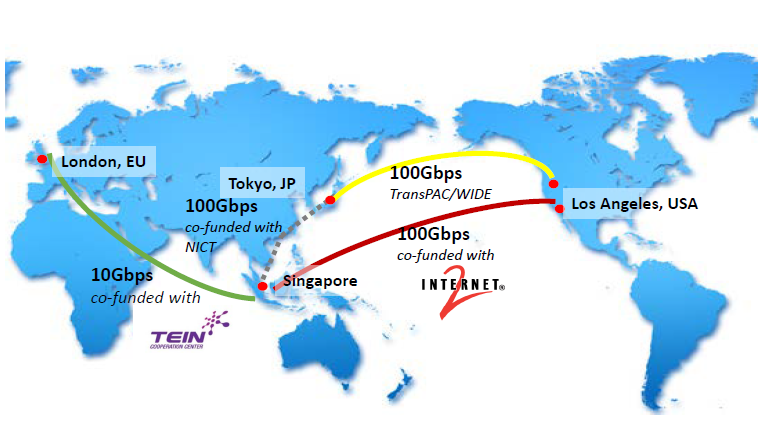 London, EU
Tokyo, JP
100Gbps
co-funded with
NICT
100Gbps
TransPAC/WIDE
Los Angeles, USA
100Gbps
co-funded with
INTERNET®
2
Singapore
10Gbps
co-funded with
TEIN
COOPERATION CENTER